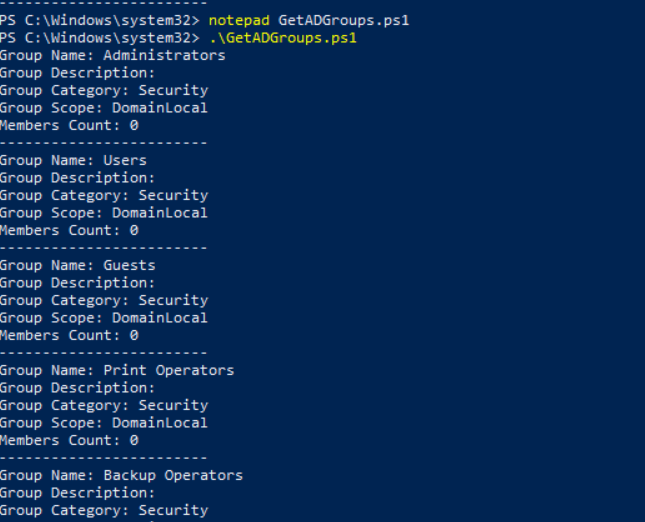 ------------------------
PS C:\Windows\system32> notepad GetADGroups.ps1
PS C:\Windows\system32> .\GetADGroups.ps1
Group Name: Administrators
Group Description:
Group Category: Security
Group Scope: DomainLocal
Members Count: 0
------------------------
Group Name: Users
Group Description:
Group Category: Security
Group Scope: DomainLocal
Members Count: 0
------------------------
Group Name: Guests
Group Description:
Group Category: Security
Group Scope: DomainLocal
Members Count: 0
------------------------
Group Name: Print Operators
Group Description:
Group Category: Security
Group Scope: DomainLocal
Members Count: 0
------------------------
Group Name: Backup Operators
Group Description:
Group Category: Security